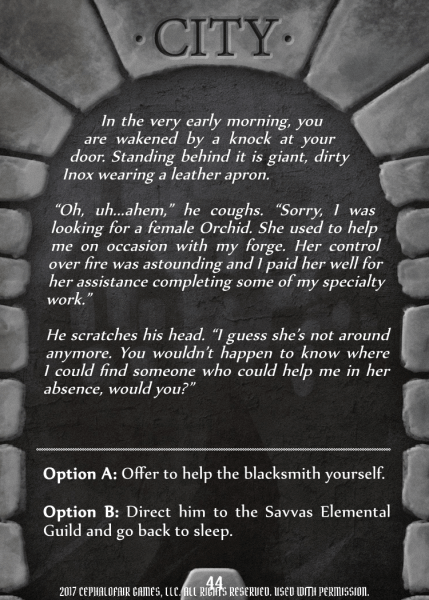 · CITY ·
In the very early morning, you
are wakened by a knock at your
door. Standing behind it is giant, dirty
Inox wearing a leather apron.
“Oh, uh...ahem,” he coughs. “Sorry, I was
looking for a female Orchid. She used to help
me on occasion with my forge. Her control
over fire was astounding and I paid her well for
her assistance completing some of my specialty
work.”
He scratches his head. “I guess she's not around
anymore. You wouldn't happen to know where
I could find someone who could help me in her
absence, would you?”
Option A: Offer to help the blacksmith yourself.
Option B: Direct him to the Savvas Elemental
Guild and go back to sleep.
44
2017 CEPHALOFAIR GAMES, LLC. ALL RIGHTS RESERVED. USED WITH PERMISSION.